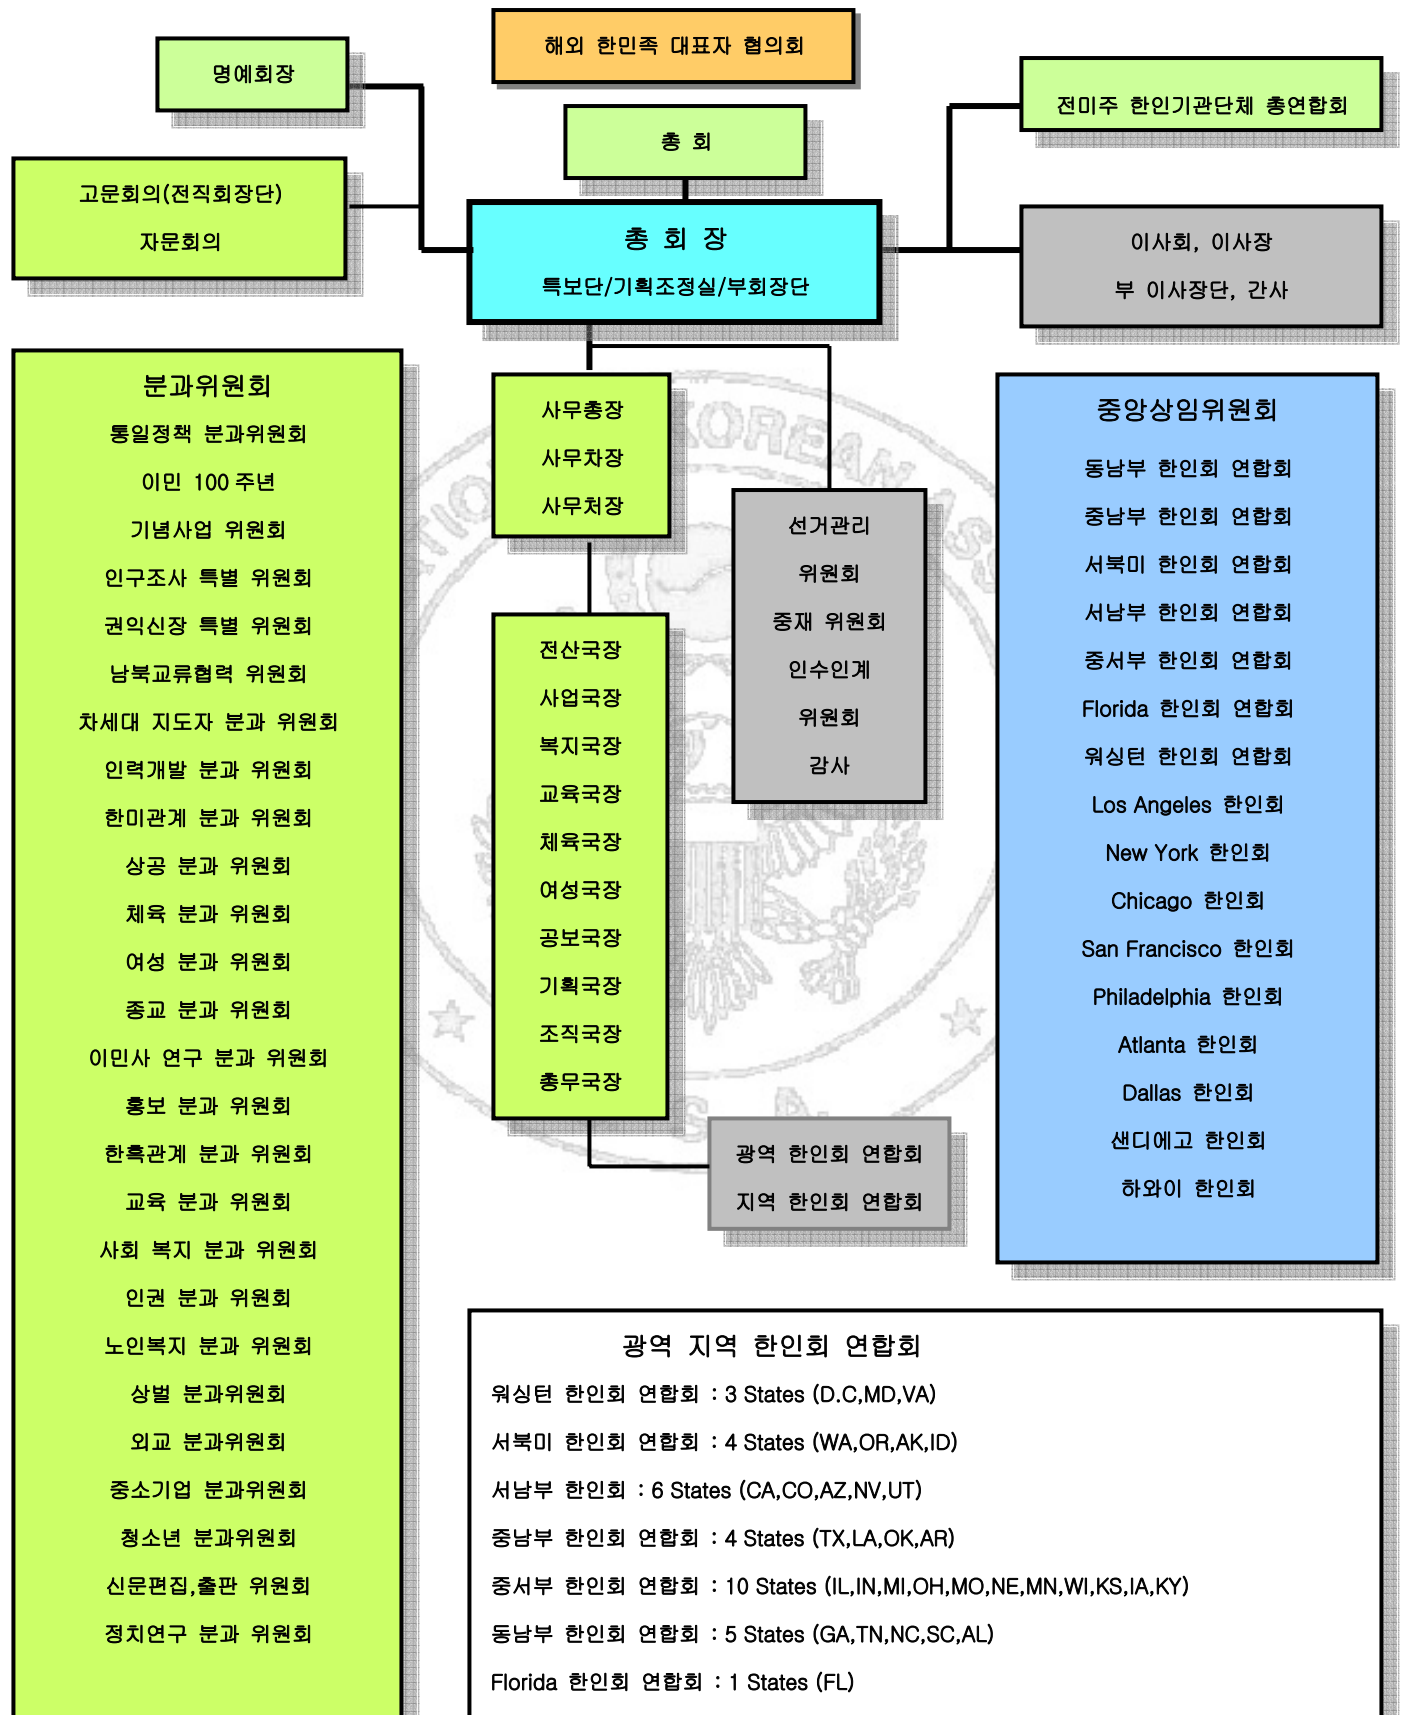 해외 한민족 대표자 협의회
명예회장
전미주 한인기관단체 총연합회
총 회
고문회의(전직회장단)
자문회의
총 회 장
특보단/기획조정실/부회장단
이사회, 이사장
부 이사장단, 간사
분과위원회
통일정책 분과위원회
이민 100주년
기념사업 위원회
인구조사 특별 위원회
권익신장 특별 위원회
남북교류협력 위원회
차세대 지도자 분과 위원회
인력개발 분과 위원회
한미관계 분과 위원회
상공 분과 위원회
체육 분과 위원회
여성 분과 위원회
종교 분과 위원회
이민사 연구 분과 위원회
홍보 분과 위원회
한흑관계 분과 위원회
교육 분과 위원회
사회 복지 분과 위원회
인권 분과 위원회
노인복지 분과 위원회
상벌 분과위원회
외교 분과위원회
중소기업 분과위원회
청소년 분과위원회
신문편집,출판 위원회
정치연구 분과 위원회
사무총장
사무차장
사무처장
전산국장
사업국장
복지국장
교육국장
체육국장
여성국장
공보국장
기획국장
조직국장
총무국장
선거관리
위원회
중재 위원회
인수인계
위원회
감사
광역 한인회 연합회
지역 한인회 연합회
중앙상임위원회
동남부 한인회 연합회
중남부 한인회 연합회
서북미 한인회 연합회
서남부 한인회 연합회
중서부 한인회 연합회
Florida 한인회 연합회
워싱턴 한인회 연합회
Los Angeles 한인회
New York 한인회
Chicago 한인회
San Francisco 한인회
Philadelphia 한인회
Atlanta 한인회
Dallas 한인회
샌디에고 한인회
하와이 한인회
광역 지역 한인회 연합회
워싱턴 한인회 연합회 : 3 States (D.C,MD,VA)
서북미 한인회 연합회 : 4 States (WA,OR,AK,ID)
서남부 한인회 : 6 States (CA,CO,AZ,NV,UT)
중남부 한인회 연합회 : 4 States (TX,LA,OK,AR)
중서부 한인회 연합회 : 10 States (IL,IN,MI,OH,MO,NE,MN,WI,KS,IA,KY)
동남부 한인회 연합회 : 5 States (GA,TN,NC,SC,AL)
Florida 한인회 연합회 : 1 States (FL)